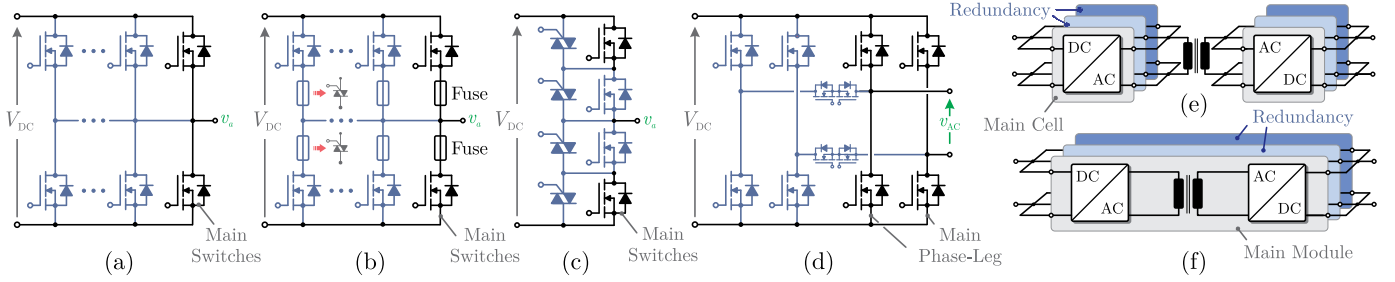 V_DC
v_a
Main
Switches
(a)
V_DC
Fuse
v_a
Fuse
Main
Switches
(b)
V_DC
v_a
Main
Switches
(c)
V_DC
v_AC
Main
Phase-Leg
(d)
Redundancy
DC
AC
AC
DC
Main Cell
(e)
Redundancy
DC
AC
AC
DC
Main Module
(f)